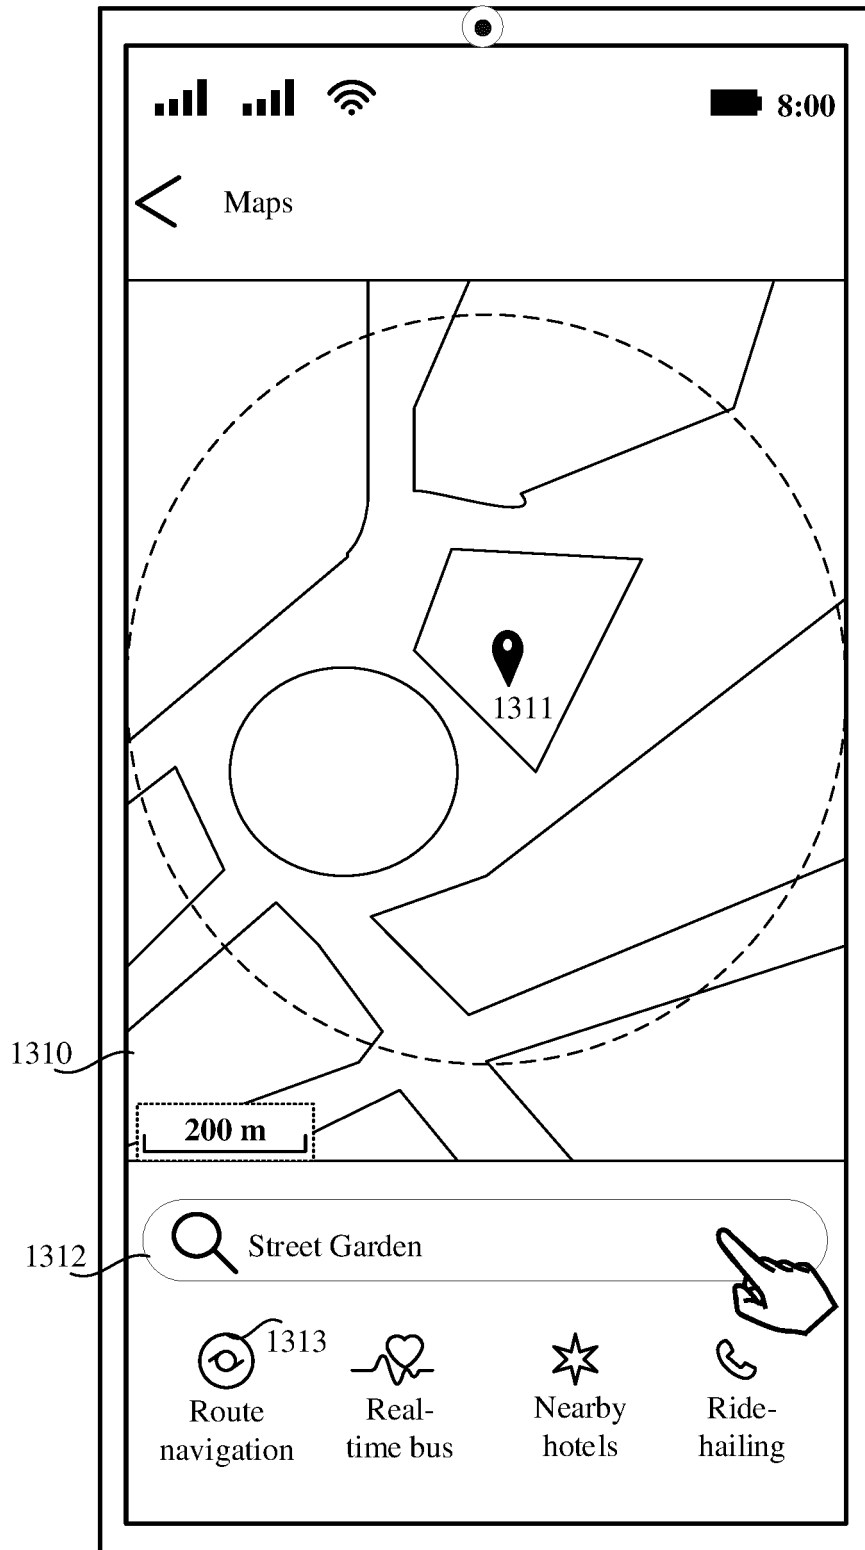 8:00
Maps
1311
1310
200 m
1312
Street Garden
1313
Route
navigation
Real-
time bus
Nearby
hotels
Ride-
hailing